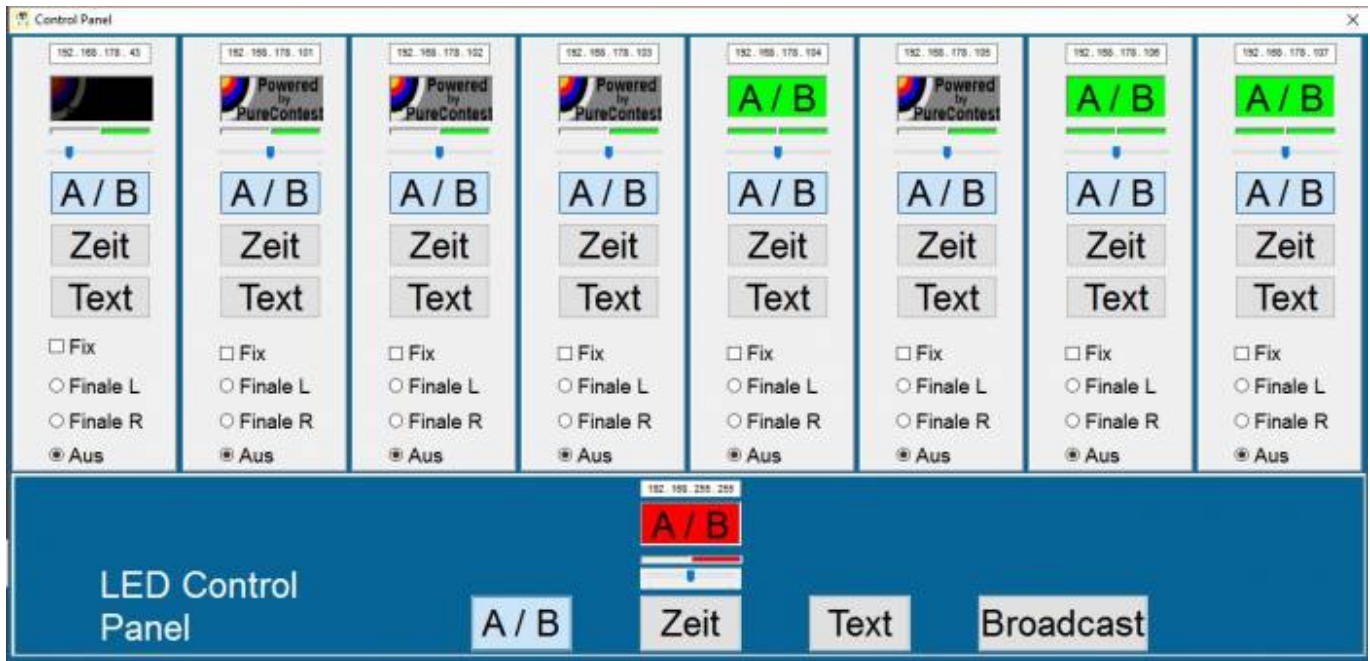 Control Panel
192 . 168 . 178 . 43
192 . 168 . 178 . 101
192 . 168 . 178 . 102
192 . 168 . 178 . 103
192 . 168 . 178 . 104
192 . 168 . 178 . 105
192 . 168 . 178 . 106
192 . 168 . 178 . 107
Powered
by
PureContest
Powered
by
PureContest
Powered
by
PureContest
A / B
Powered
by
PureContest
A / B
A / B
A / B A / B A / B A / B A / B A / B A / B A / B
Zeit Zeit Zeit Zeit Zeit Zeit Zeit Zeit
Text Text Text Text Text Text Text Text
Fix Fix Fix Fix Fix Fix Fix Fix
Finale L Finale L Finale L Finale L Finale L Finale L Finale L Finale L
Finale R Finale R Finale R Finale R Finale R Finale R Finale R Finale R
Aus Aus Aus Aus Aus Aus Aus Aus
192 . 168 . 255 . 255
A / B
LED Control
Panel
A / B Zeit Text Broadcast